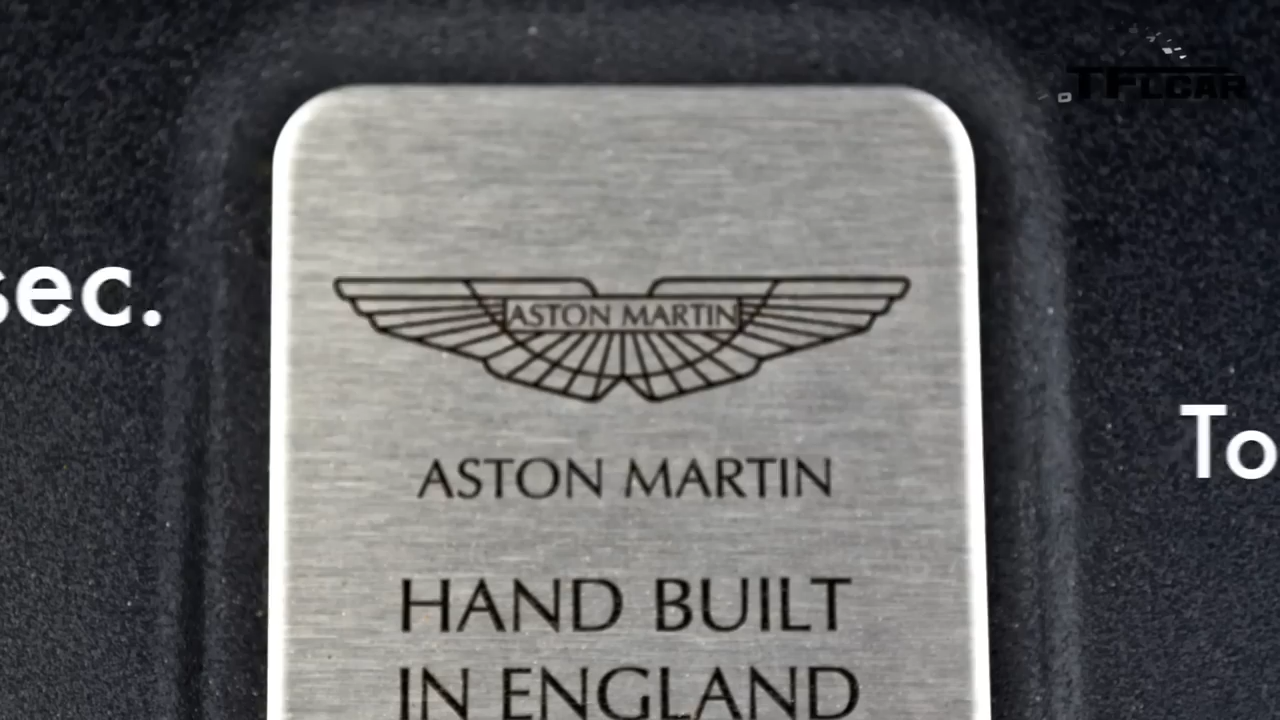 TFLCAR
sec.
ASTON MARTIN
To
ASTON MARTIN
HAND BUILT
IN ENGLAND